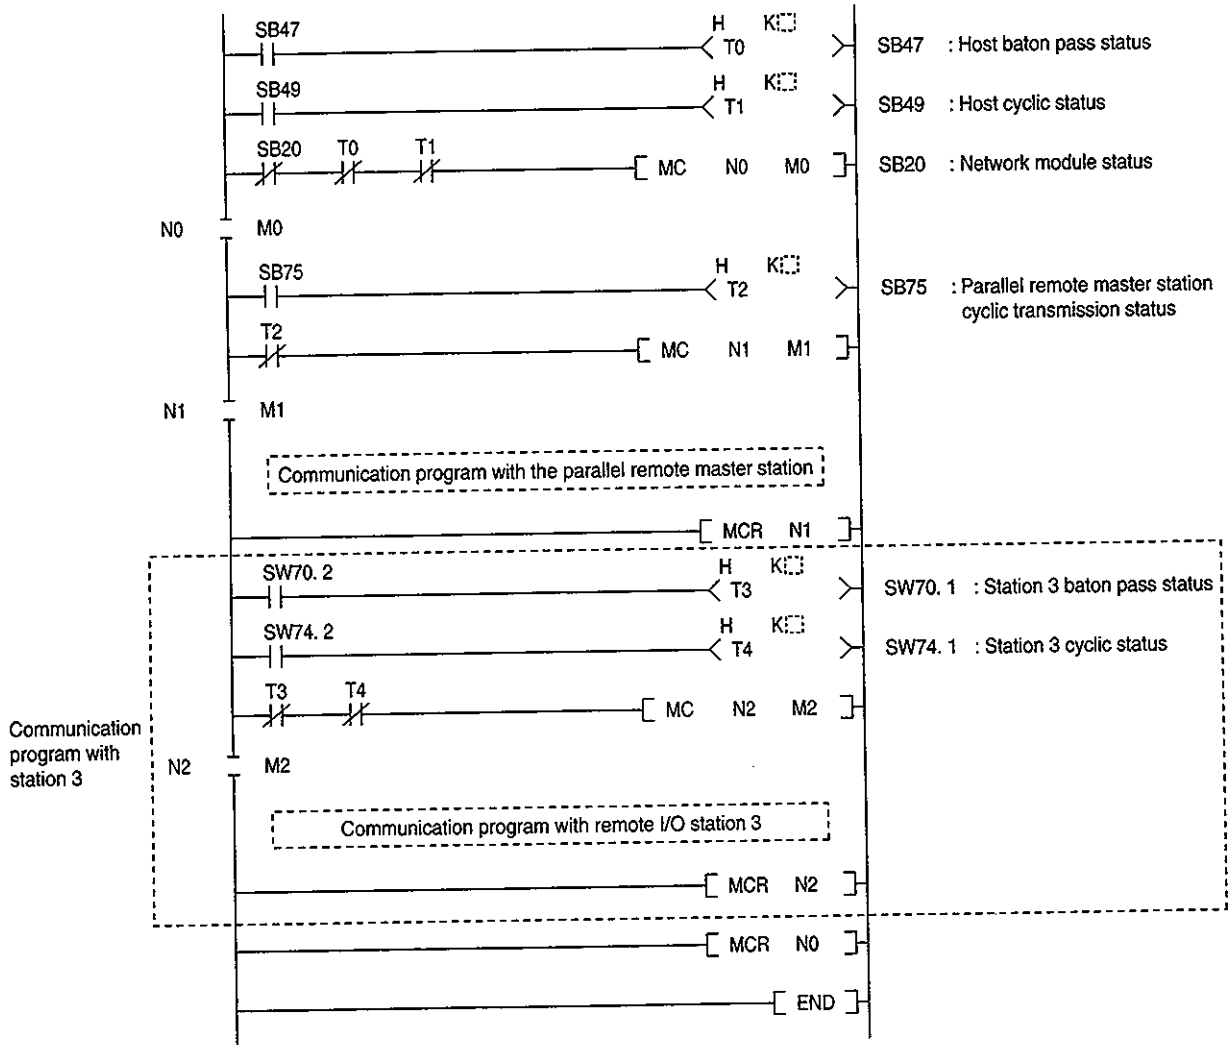 SB47 H K
T0 SB47 : Host baton pass status
SB49 H K
T1 SB49 : Host cyclic status
SB20 T0 T1
MC N0 M0 SB20 : Network module status
N0 M0
SB75 H K
T2 SB75 : Parallel remote master station
cyclic transmission status
T2
MC N1 M1
N1 M1
Communication program with the parallel remote master station
MCR N1
SW70. 2 H K
T3 SW70. 1 : Station 3 baton pass status
SW74. 2 H K
T4 SW74. 1 : Station 3 cyclic status
T3 T4
MC N2 M2
Communication
program with
station 3
N2 M2
Communication program with remote I/O station 3
MCR N2
MCR N0
END